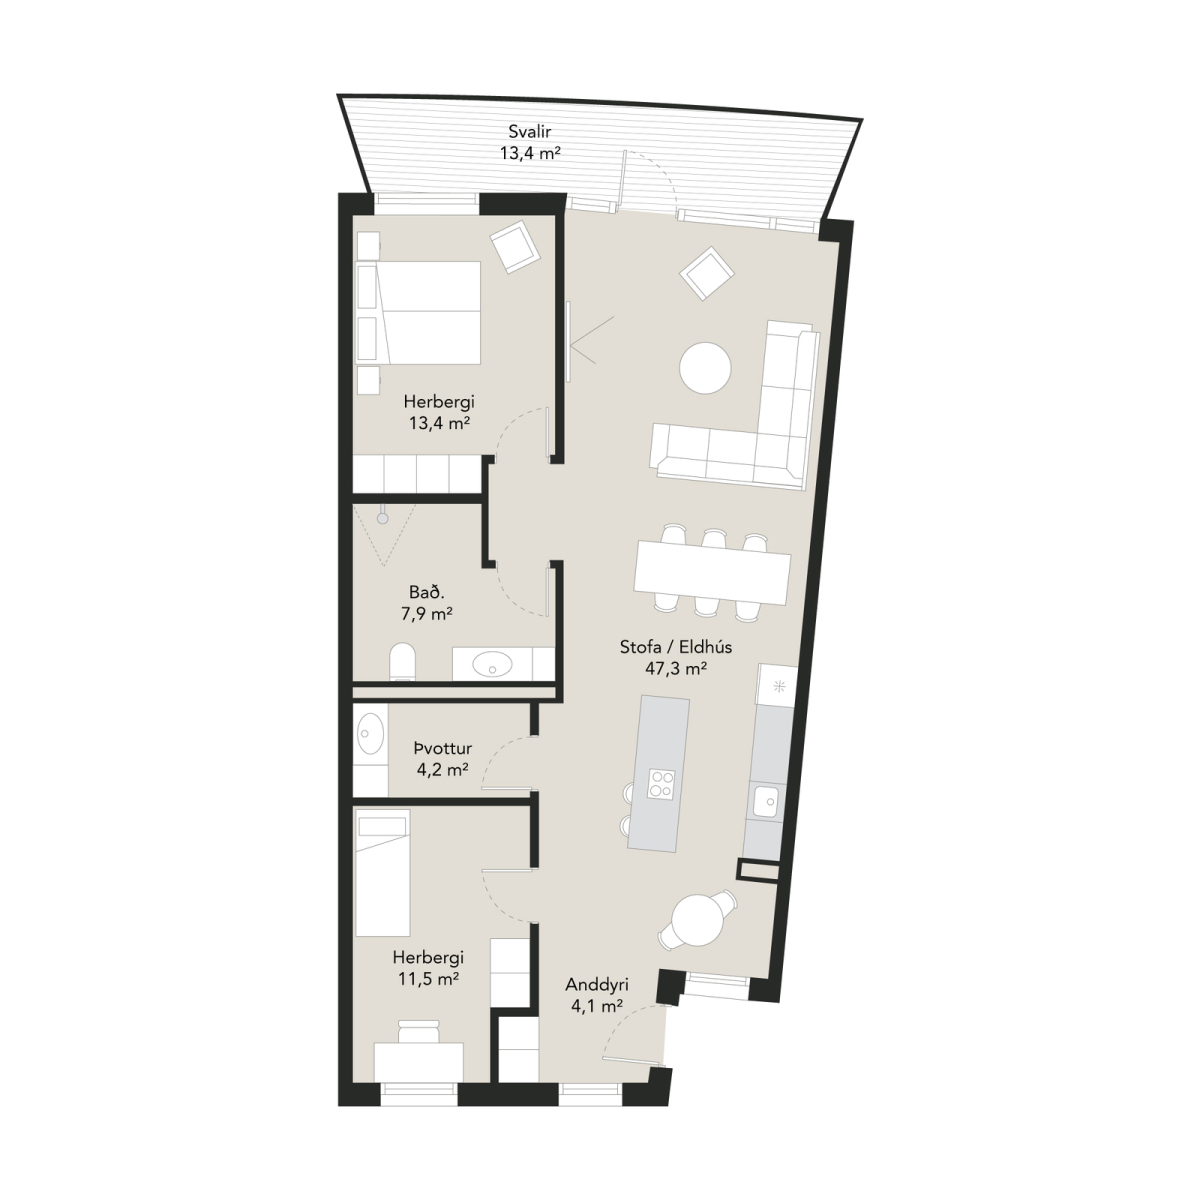 Svalir
13,4 m²
Herbergi
13,4 m²
Bað.
7,9 m²
Stofa / Eldhús
47,3 m²
Þvottur
4,2 m²
Herbergi
11,5 m²
Anddyri
4,1 m²